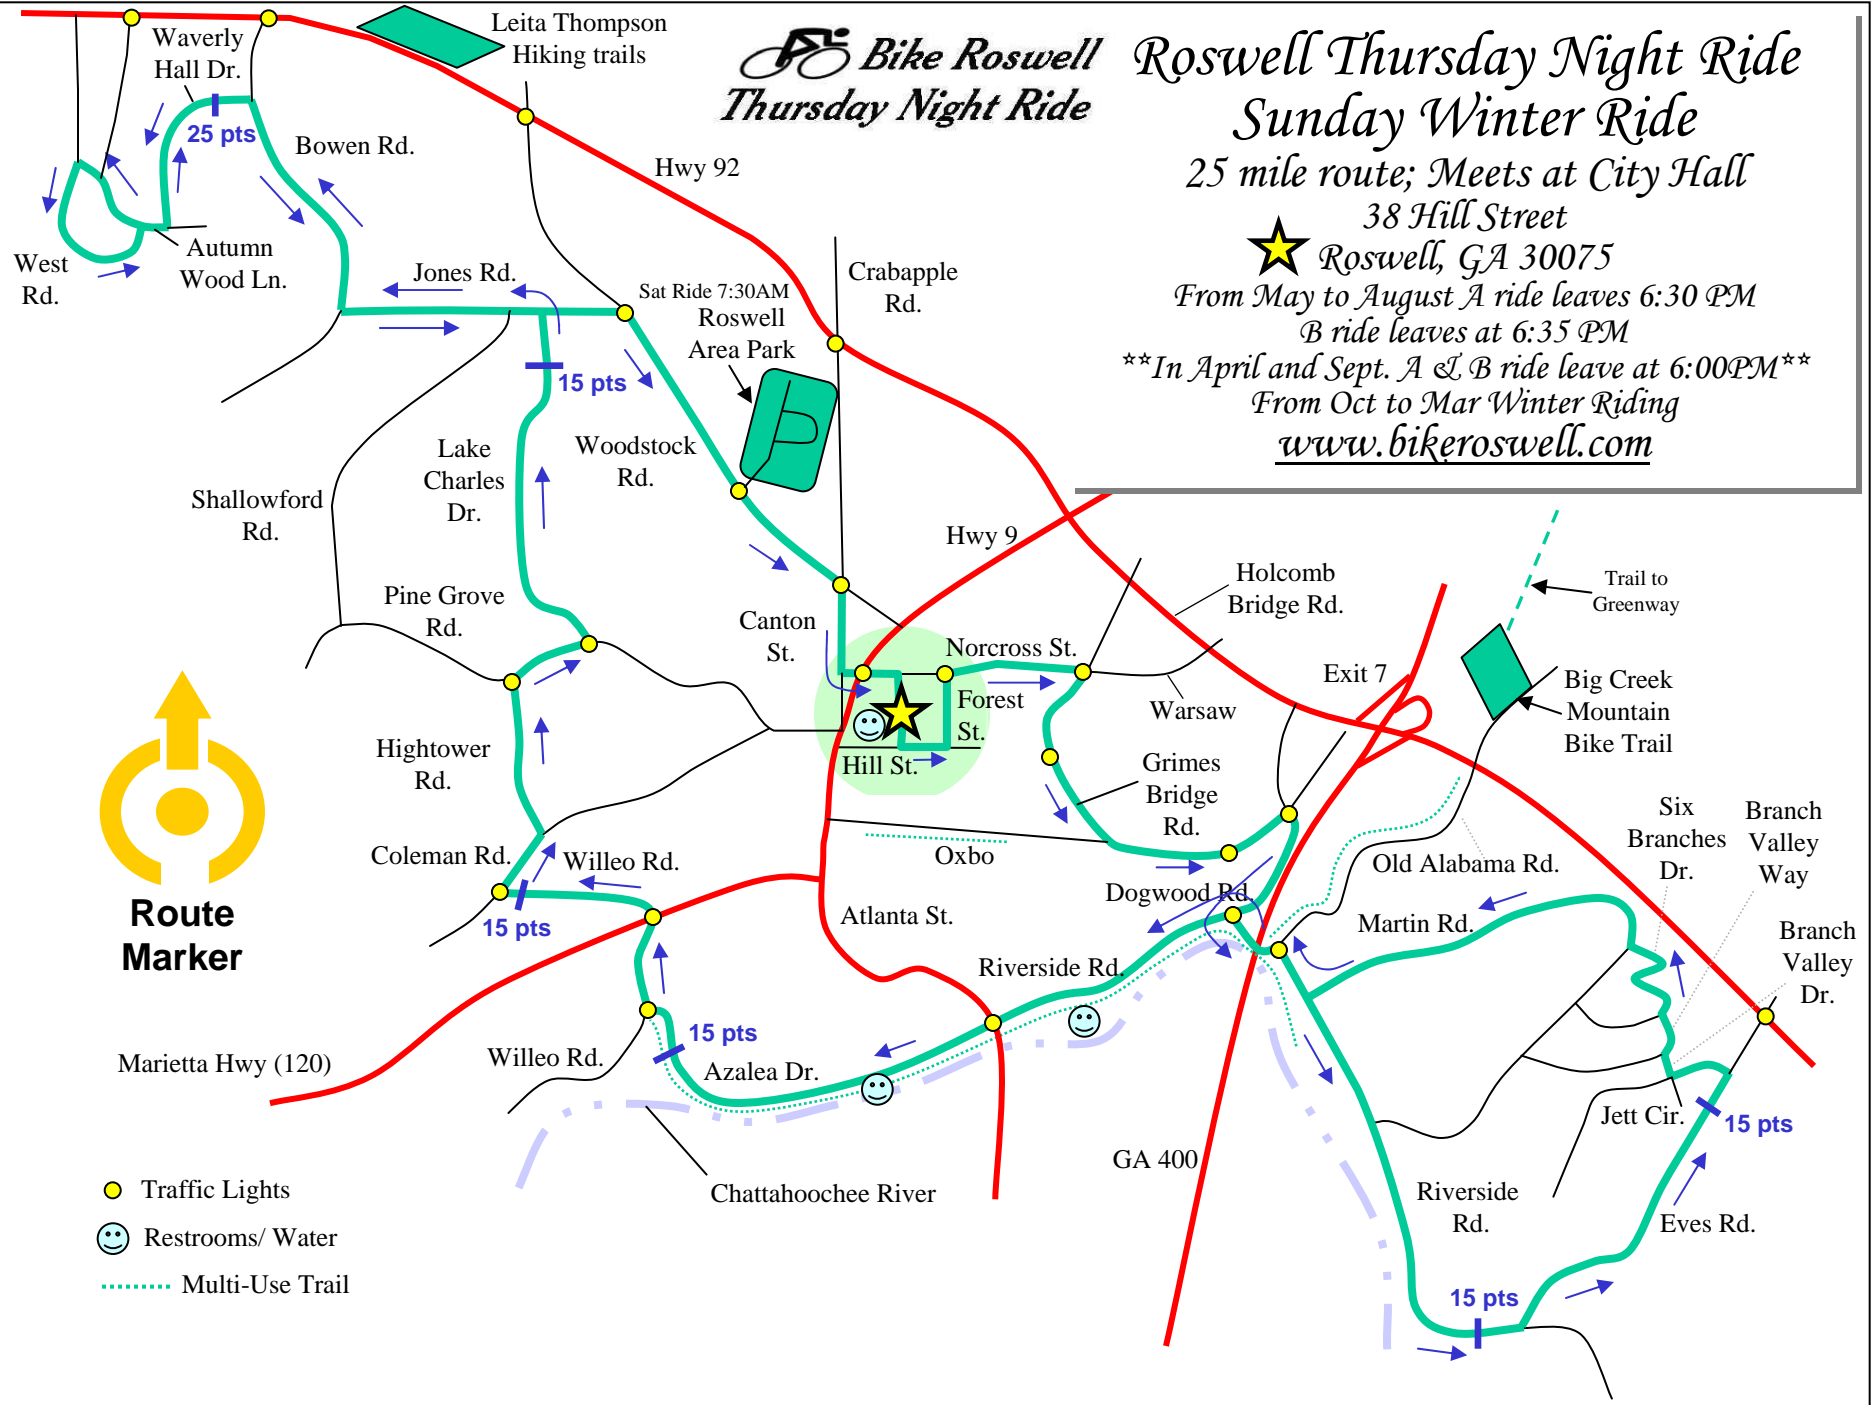 Leita Thompson
Hiking trails
Waverly
Hall Dr.
25 pts
Bowen Rd.
Hwy 92
Bike Roswell
Thursday Night Ride
Roswell Thursday Night Ride
Sunday Winter Ride
25 mile route; Meets at City Hall
38 Hill Street
Roswell, GA 30075
From May to August A ride leaves 6:30 PM
B ride leaves at 6:35 PM
**In April and Sept. A & B ride leave at 6:00PM**
From Oct to Mar Winter Riding
www.bikeroswell.com
West
Rd.
Autumn
Wood Ln.
Jones Rd.
Sat Ride 7:30AM
Roswell
Area Park
Crabapple
Rd.
15 pts
Lake
Charles
Dr.
Woodstock
Rd.
Shallowford
Rd.
Hwy 9
Holcomb
Bridge Rd.
Trail to
Greenway
Pine Grove
Rd.
Canton
St.
Norcross St.
Exit 7
Forest
St.
Warsaw
Big Creek
Mountain
Bike Trail
Hightower
Rd.
Hill St.
Grimes
Bridge
Rd.
Six
Branches
Dr.
Branch
Valley
Way
Coleman Rd.
Willeo Rd.
Oxbo
Old Alabama Rd.
Dogwood Rd.
Route
Marker
15 pts
Atlanta St.
Martin Rd.
Branch
Valley
Dr.
Riverside Rd.
15 pts
Marietta Hwy (120)
Willeo Rd.
Azalea Dr.
Jett Cir.
15 pts
GA 400
Chattahoochee River
Riverside
Rd.
Eves Rd.
15 pts
Traffic Lights
Restrooms/ Water
Multi-Use Trail